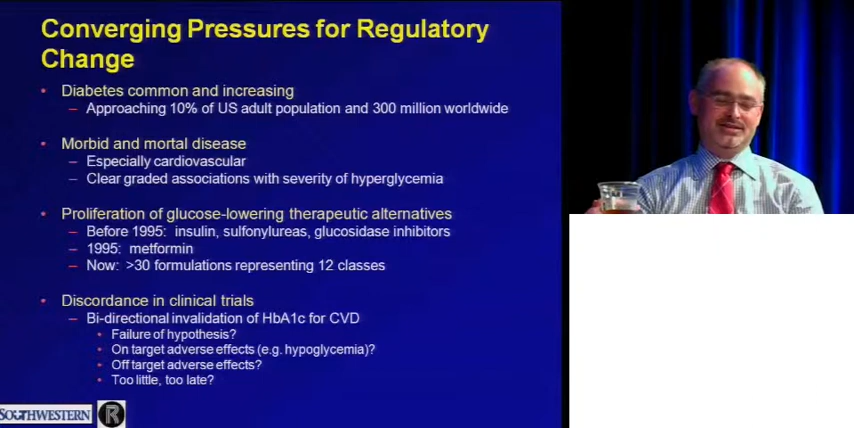 Converging Pressures for Regulatory
Change
• Diabetes common and increasing
– Approaching 10% of US adult population and 300 million worldwide
• Morbid and mortal disease
– Especially cardiovascular
– Clear graded associations with severity of hyperglycemia
• Proliferation of glucose-lowering therapeutic alternatives
– Before 1995: insulin, sulfonylureas, glucosidase inhibitors
– 1995: metformin
– Now: >30 formulations representing 12 classes
• Discordance in clinical trials
– Bi-directional invalidation of HbA1c for CVD
• Failure of hypothesis?
• On target adverse effects (e.g. hypoglycemia)?
• Off target adverse effects?
• Too little, too late?
SOUTHWESTERN R